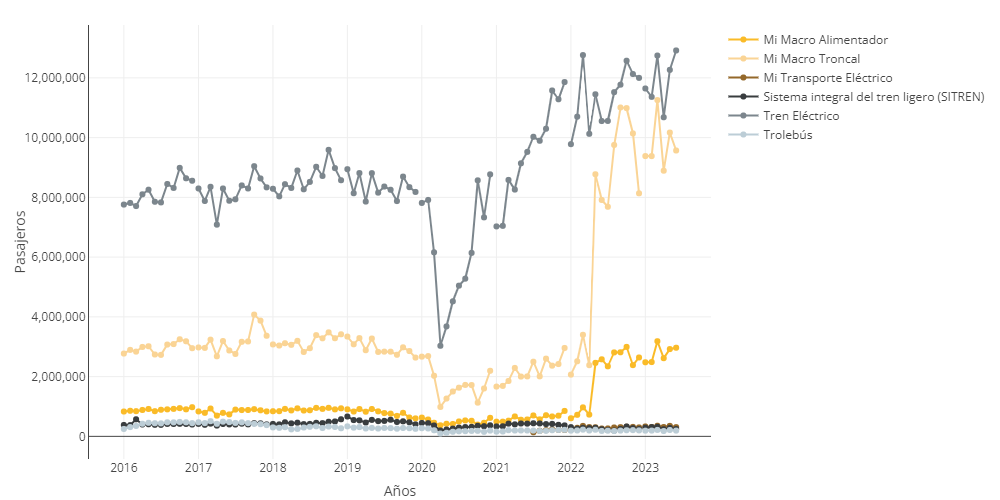 Mi Macro Alimentador
Mi Macro Troncal
Mi Transporte Eléctrico
Sistema integral del tren ligero (SITREN)
Tren Eléctrico
Trolebús
Pasajeros
12,000,000
10,000,000
8,000,000
6,000,000
4,000,000
2,000,000
0
2016 2017 2018 2019 2020 2021 2022 2023
Años